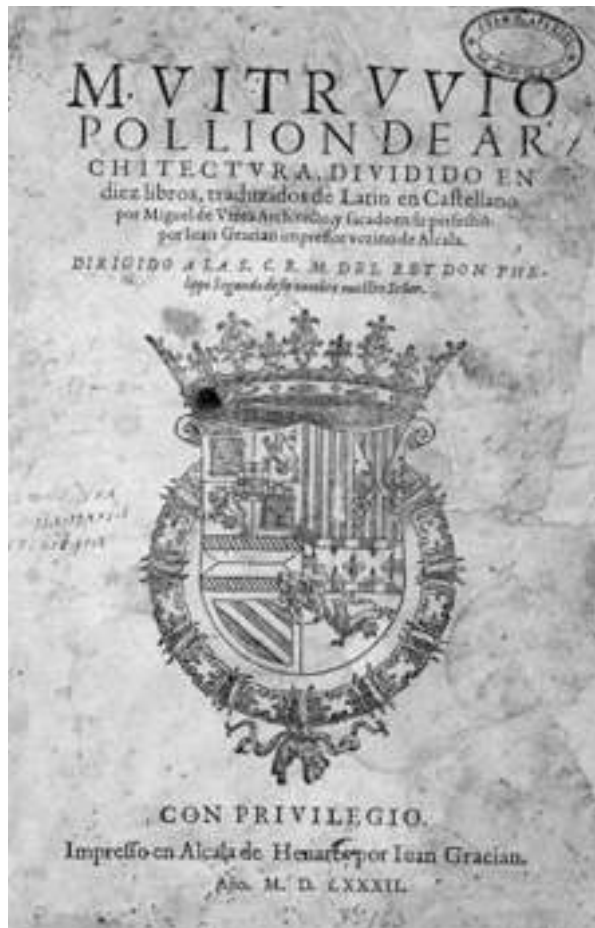 M. VITRVVIO
POLLION DE AR
CHITECTVRA, DIVIDIDO EN
diez libros, traduzidos de Latin en Castellano
por Miguel de Vrrea Architecto, y sacado en su perfectiō
por Iuan Gracian impressor vezino de Alcala.
DIRIGIDO A LA S. C. R. M. DEL REY DON PHE-
lippe Segundo deste nombre nuestro Señor.
CON PRIVILEGIO.
Impresso en Alcala de Henares por Iuan Gracian.
Año. M. D. LXXXII.